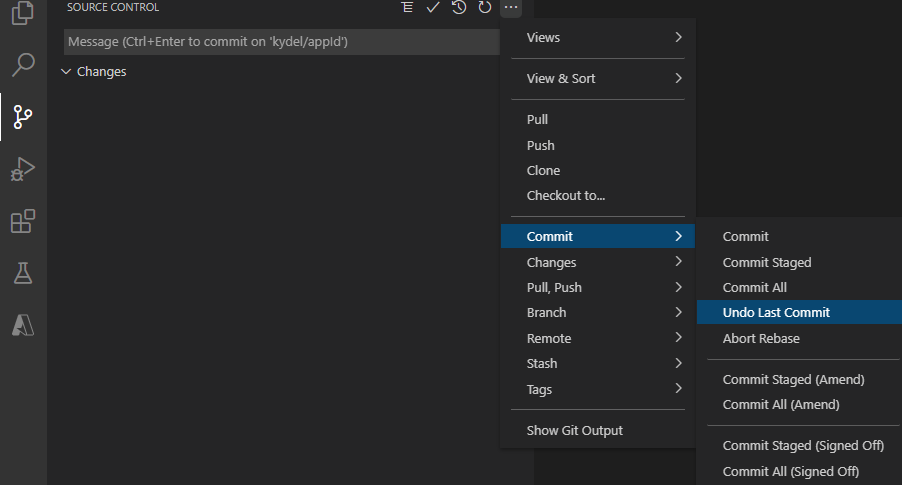 SOURCE CONTROL
Message (Ctrl+Enter to commit on 'kydel/appId')
Changes
Views
View & Sort
Pull
Push
Clone
Checkout to...
Commit
Changes
Pull, Push
Branch
Remote
Stash
Tags
Show Git Output
Commit
Commit Staged
Commit All
Undo Last Commit
Abort Rebase
Commit Staged (Amend)
Commit All (Amend)
Commit Staged (Signed Off)
Commit All (Signed Off)